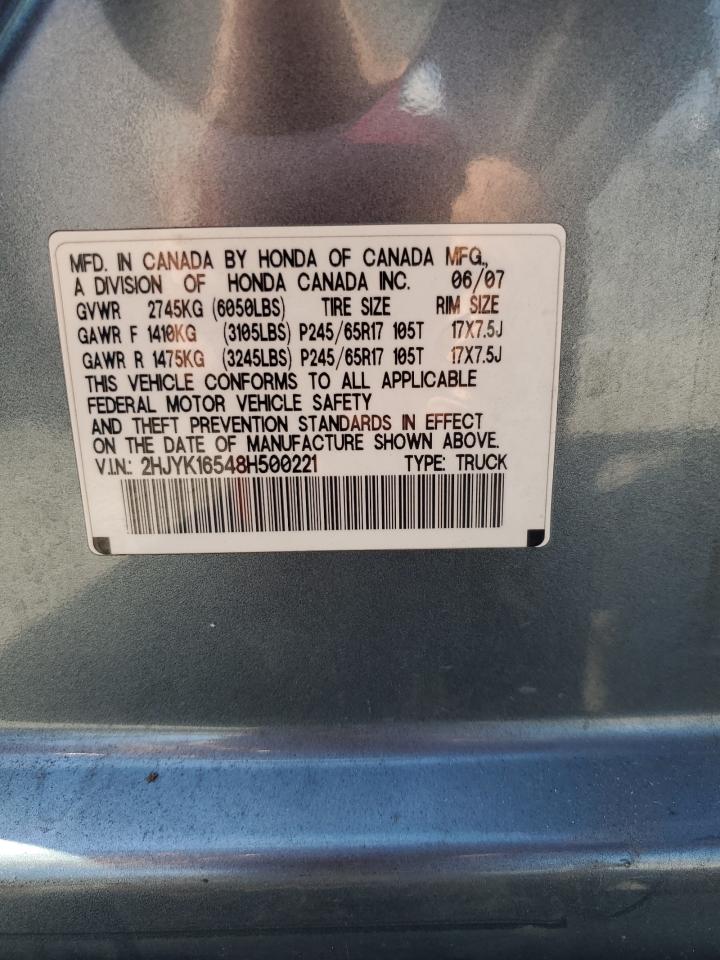 MFD. IN CANADA BY HONDA OF CANADA MFG.,
A DIVISION OF HONDA CANADA INC. 06/07
GVWR 2745KG (6050LBS) TIRE SIZE RIM SIZE
GAWR F 1410KG (3105LBS) P245/65R17 105T 17X7.5J
GAWR R 1475KG (3245LBS) P245/65R17 105T 17X7.5J
THIS VEHICLE CONFORMS TO ALL APPLICABLE
FEDERAL MOTOR VEHICLE SAFETY
AND THEFT PREVENTION STANDARDS IN EFFECT
ON THE DATE OF MANUFACTURE SHOWN ABOVE.
V.I.N.: 2HJYK16548H500221 TYPE: TRUCK